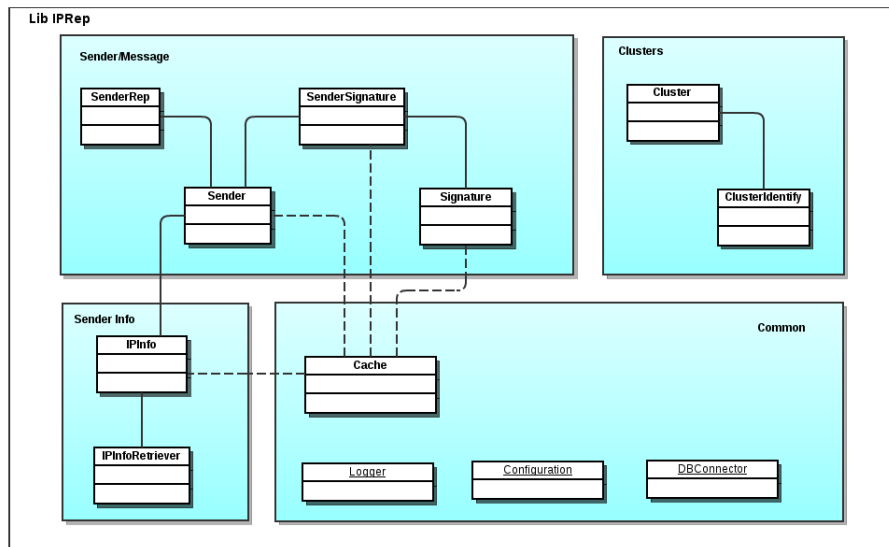 Lib IPRep
Sender/Message
SenderRep
SenderSignature
Sender
Signature
Clusters
Cluster
ClusterIdentify
Sender Info
IPInfo
IPInfoRetriever
Common
Cache
Logger
Configuration
DBConnector